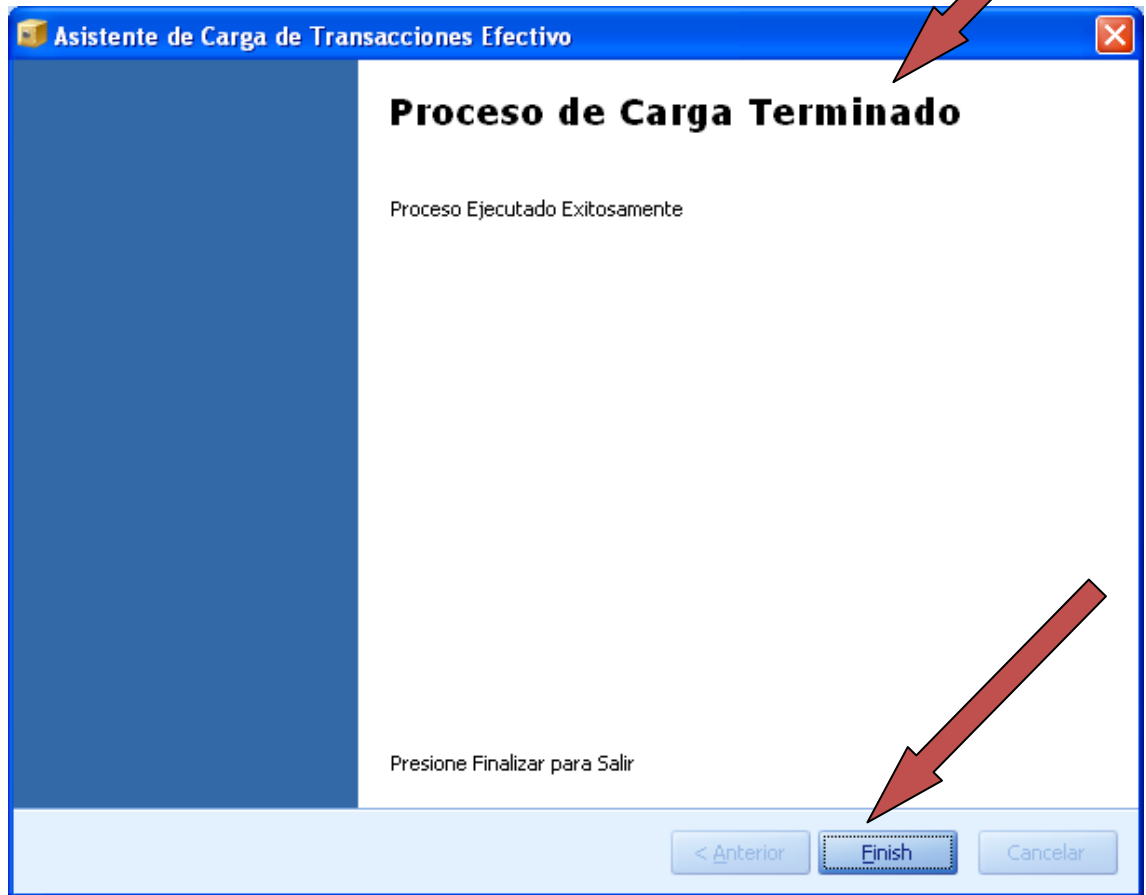 Asistente de Carga de Transacciones Efectivo
Proceso de Carga Terminado
Proceso Ejecutado Exitosamente
Presione Finalizar para Salir
< Anterior Finish Cancelar